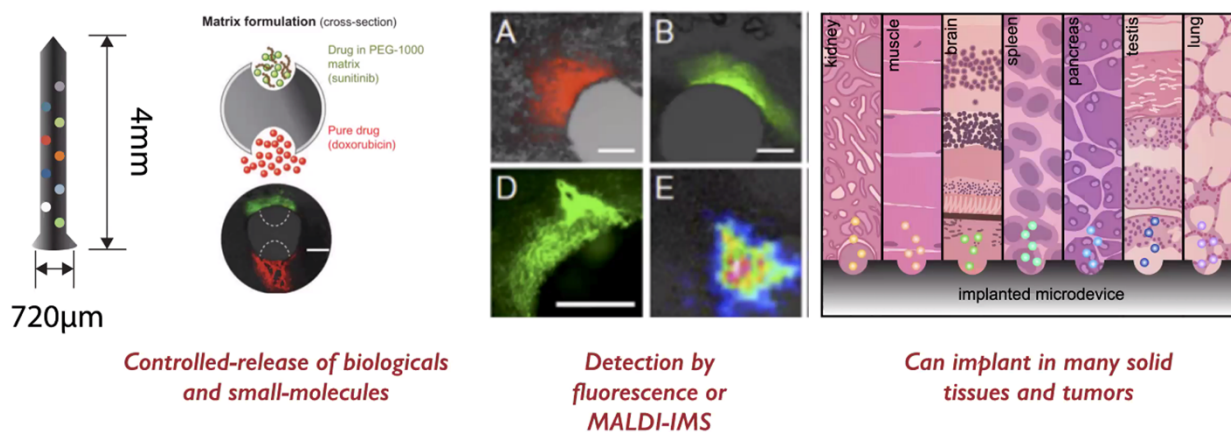 4mm
720μm
Matrix formulation (cross-section)
Drug in PEG-1000
matrix
(sunitinib)
Pure drug
(doxorubicin)
Controlled-release of biologicals
and small-molecules
A
B
D
E
Detection by
fluorescence or
MALDI-IMS
kidney
muscle
brain
spleen
pancreas
testis
lung
implanted microdevice
Can implant in many solid
tissues and tumors